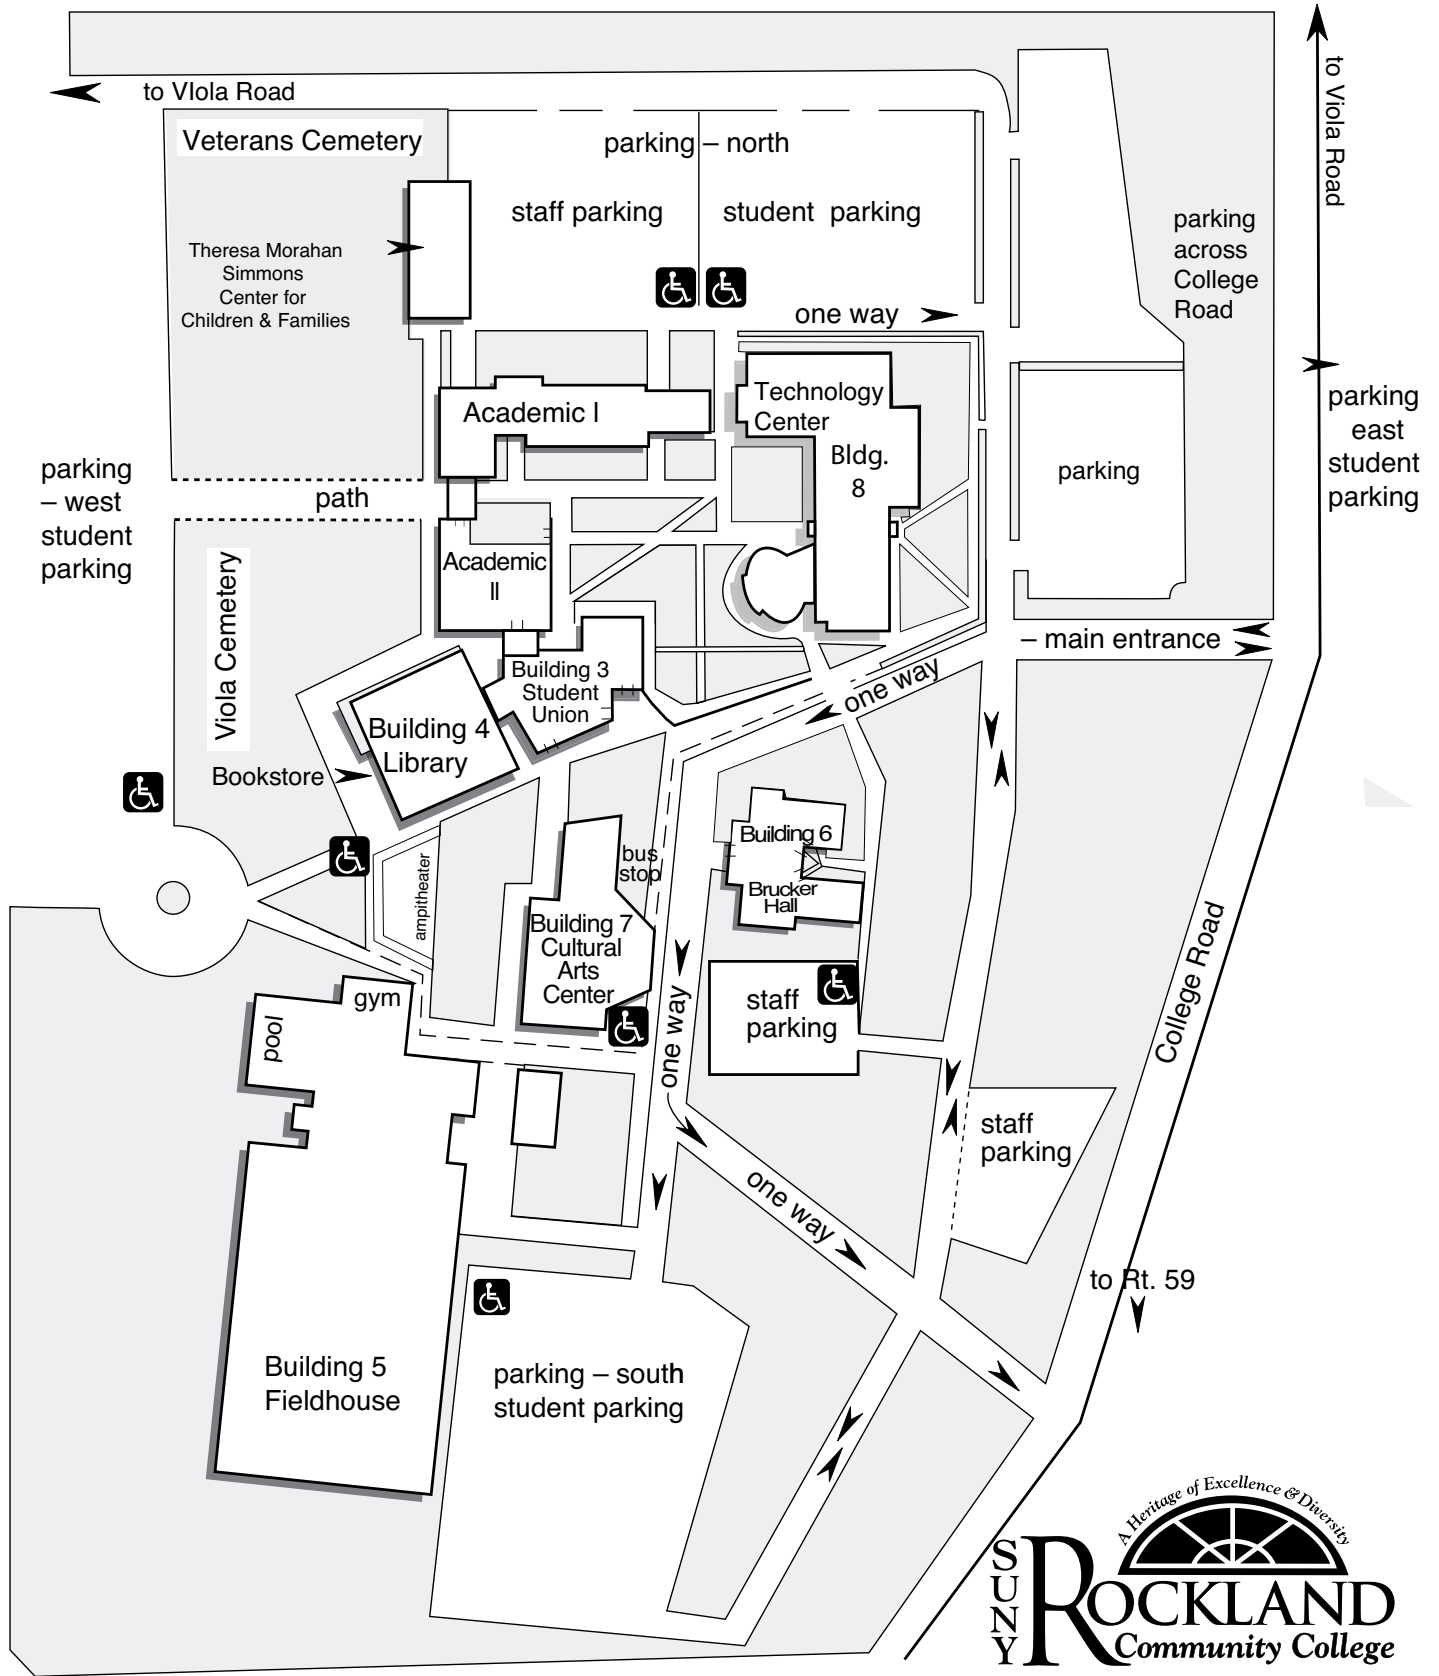 to VIola Road
to Viola Road
Veterans Cemetery
parking – north
staff parking
student parking
parking
across
College
Road
Theresa Morahan
Simmons
Center for
Children & Families
one way
Technology
Center
Academic I
Bldg.
8
parking
east
student
parking
parking
– west
student
parking
parking
path
Academic
II
Viola Cemetery
– main entrance
Building 3
Student
Union
one way
Building 4
Library
Bookstore
Building 6
Brucker
Hall
bus
stop
ampitheater
Building 7
Cultural
Arts
Center
College Road
gym
pool
staff
parking
one way
staff
parking
one way
to Rt. 59
Building 5
Fieldhouse
parking – south
student parking
A Heritage of Excellence & Diversity
SUNY
ROCKLAND
Community College